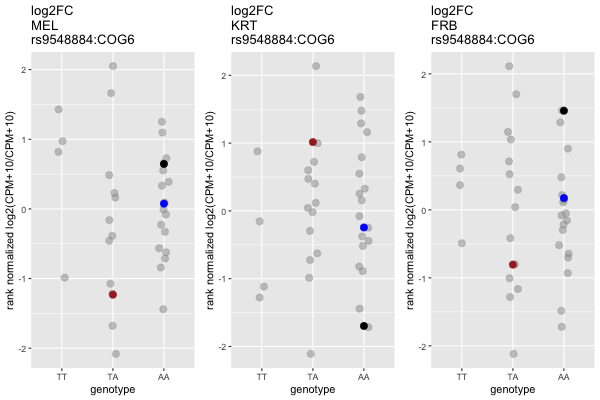 log2FC
MEL
rs9548884:COG6
rank normalized log2(CPM+10/CPM+10)
2
1
0
-1
-2
TT
TA
AA
genotype
log2FC
KRT
rs9548884:COG6
rank normalized log2(CPM+10/CPM+10)
2
1
0
-1
-2
TT
TA
AA
genotype
log2FC
FRB
rs9548884:COG6
rank normalized log2(CPM+10/CPM+10)
2
1
0
-1
-2
TT
TA
AA
genotype